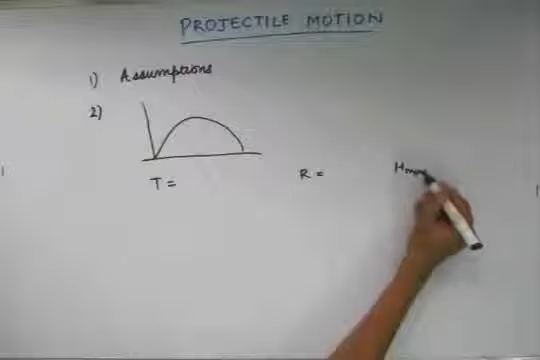 PROJECTILE MOTION
1) Assumptions
2)
T = R = Hmax